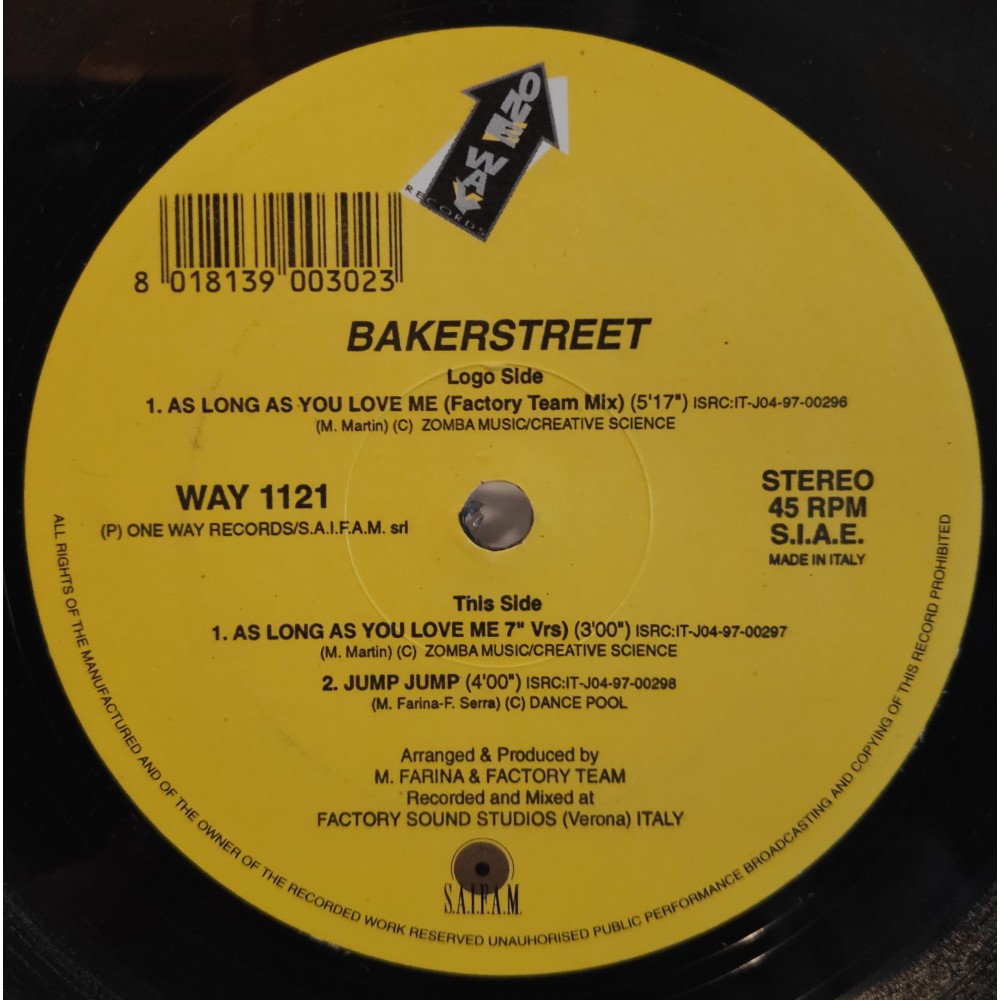 ONE WAY
RECORDS
8 018139 003023
BAKERSTREET
Logo Side
1. AS LONG AS YOU LOVE ME (Factory Team Mix) (5'17") ISRC:IT-J04-97-00296
(M. Martin) (C) ZOMBA MUSIC/CREATIVE SCIENCE
WAY 1121
(P) ONE WAY RECORDS/S.A.I.F.A.M. srl
STEREO
45 RPM
S.I.A.E.
MADE IN ITALY
This Side
1. AS LONG AS YOU LOVE ME 7" Vrs) (3'00") ISRC:IT-J04-97-00297
(M. Martin) (C) ZOMBA MUSIC/CREATIVE SCIENCE
2. JUMP JUMP (4'00") ISRC:IT-J04-97-00298
(M. Farina-F. Serra) (C) DANCE POOL
Arranged & Produced by
M. FARINA & FACTORY TEAM
Recorded and Mixed at
FACTORY SOUND STUDIOS (Verona) ITALY
S.A.I.F.A.M.
ALL RIGHTS OF THE MANUFACTURED AND OF THE OWNER OF THE RECORDED WORK RESERVED UNAUHORISED PUBLIC PERFORMANCE BROADCASTING AND COPYING OF THIS RECORD PROHIBITED